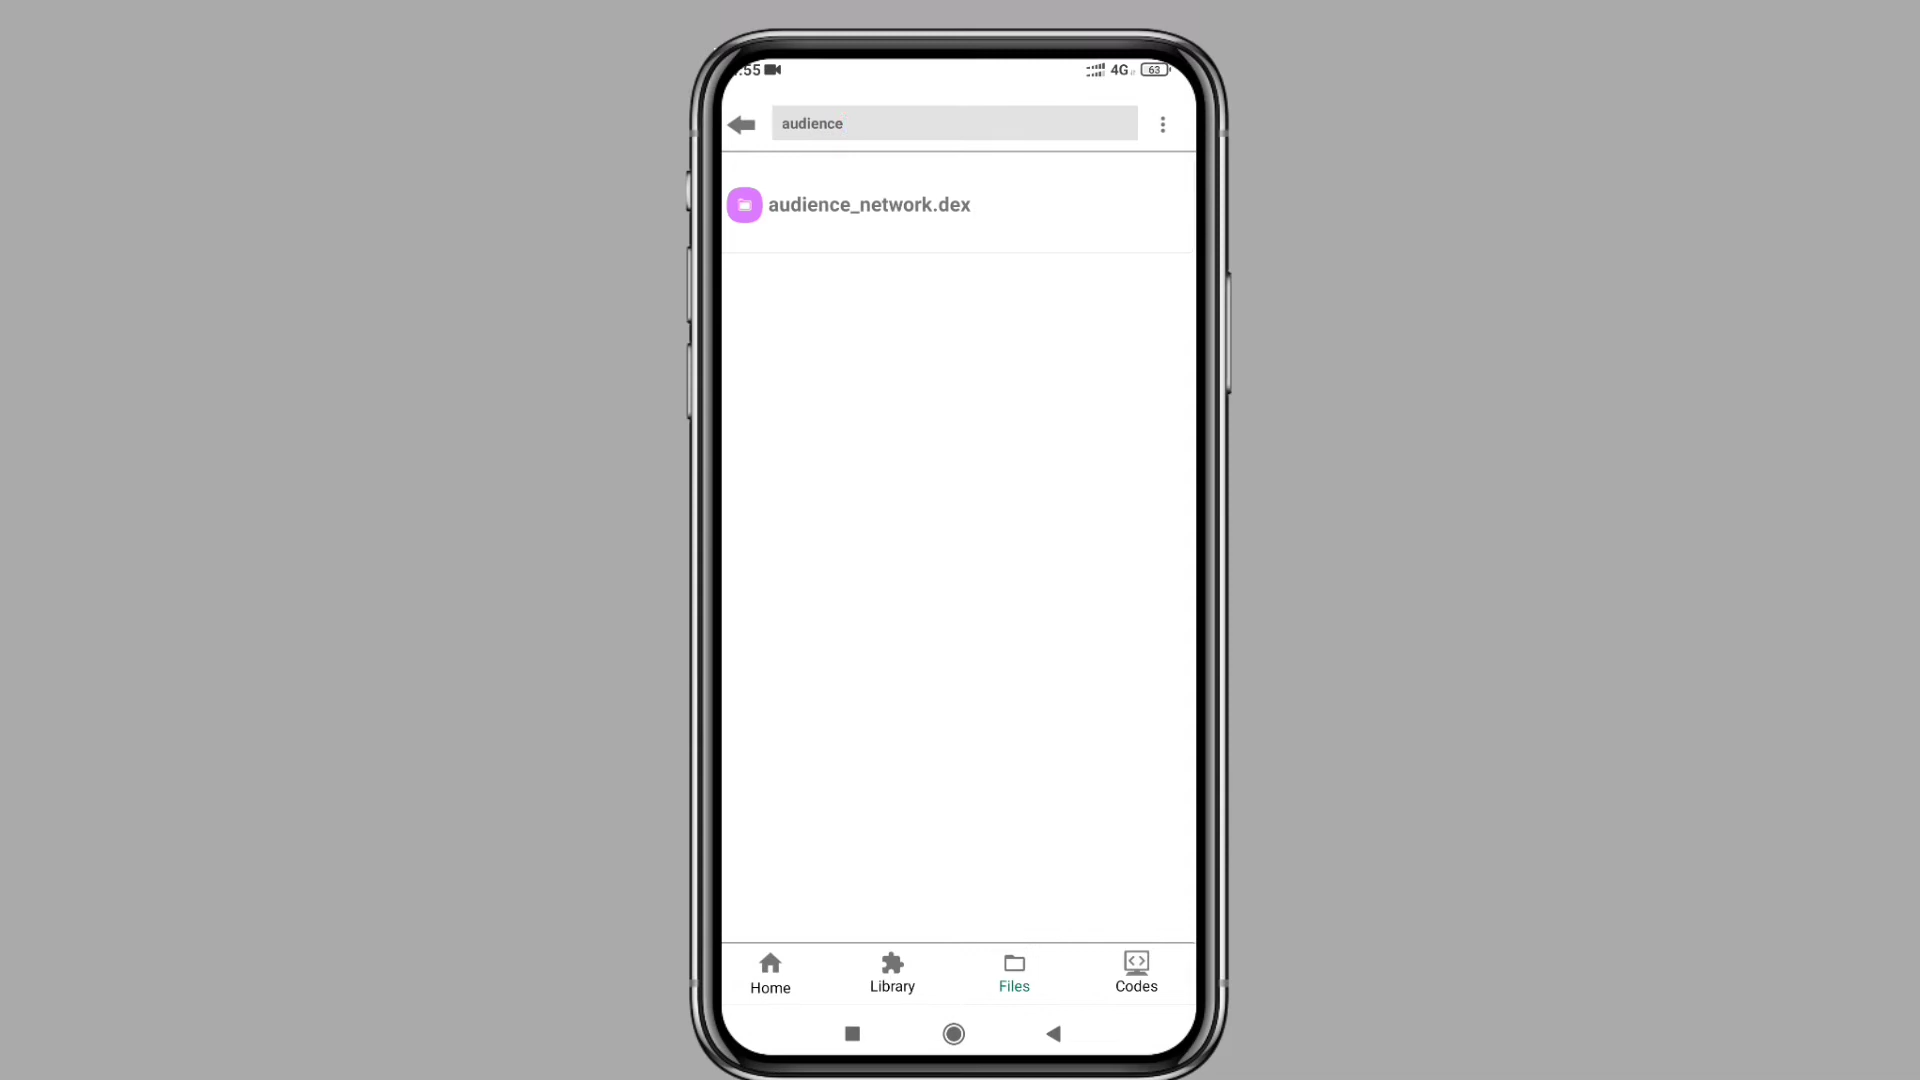 :55
4G
63
audience
audience_network.dex
Home
Library
Files
Codes